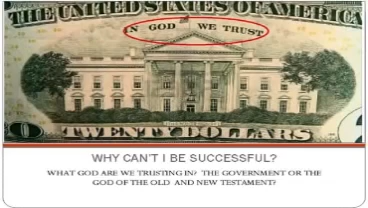 THE UNITED STATES OF AMERICA
IN GOD WE TRUST
TWENTY DOLLARS
WHY CAN'T I BE SUCCESSFUL?
WHAT GOD ARE WE TRUSTING IN? THE GOVERNMENT OR THE
GOD OF THE OLD AND NEW TESTAMENT?